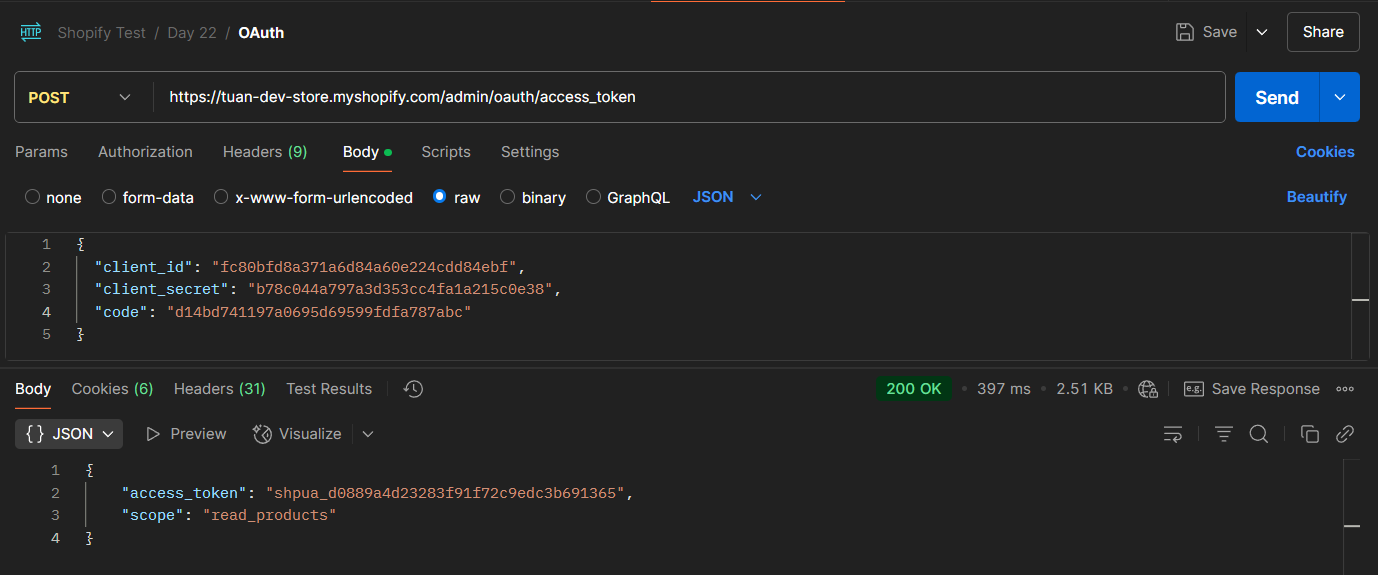 HTTP Shopify Test / Day 22 / OAuth Save Share
POST https://tuan-dev-store.myshopify.com/admin/oauth/access_token Send
Params Authorization Headers (9) Body Scripts Settings Cookies
none form-data x-www-form-urlencoded raw binary GraphQL JSON Beautify
1 {
2 "client_id": "fc80bfd8a371a6d84a60e224cdd84ebf",
3 "client_secret": "b78c044a797a3d353cc4fa1a215c0e38",
4 "code": "d14bd741197a0695d69599fdfa787abc"
5 }
Body Cookies (6) Headers (31) Test Results 200 OK • 397 ms • 2.51 KB • e.g. Save Response
{} JSON Preview Visualize
1 {
2 "access_token": "shpua_d0889a4d23283f91f72c9edc3b691365",
3 "scope": "read_products"
4 }